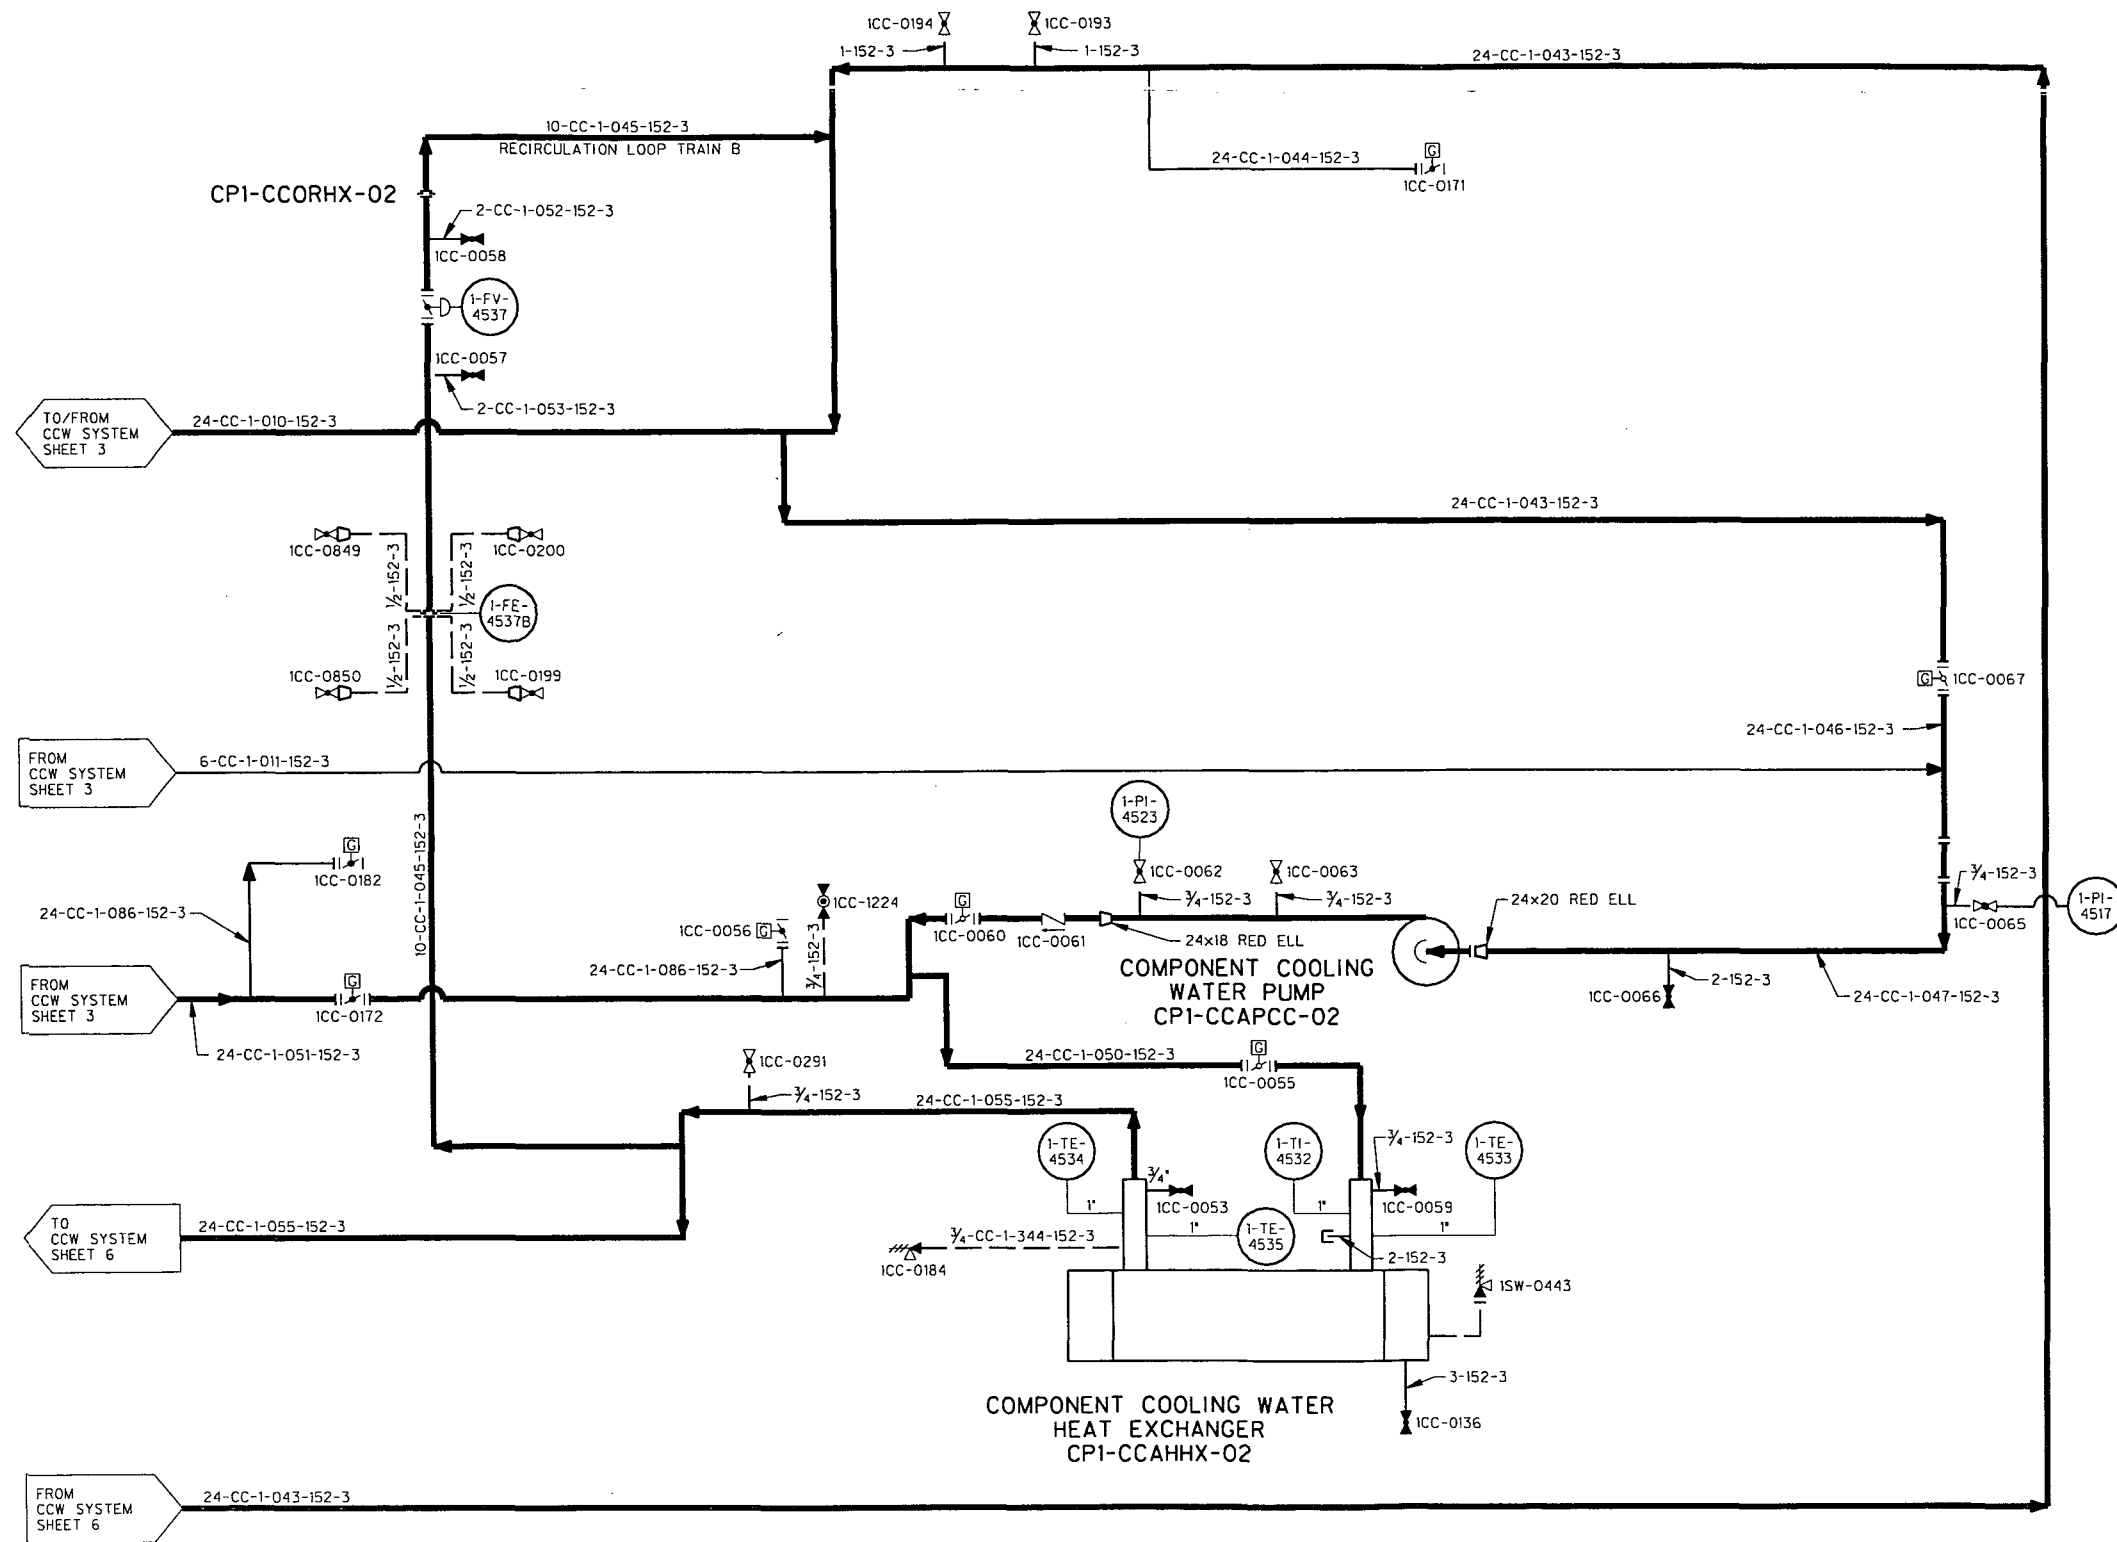 1CC-0194
1CC-0193
1-152-3
1-152-3
24-CC-1-043-152-3
10-CC-1-045-152-3
RECIRCULATION LOOP TRAIN B
24-CC-1-044-152-3
G
1CC-0171
CP1-CCORHX-02
2-CC-1-052-152-3
1CC-0058
1-FV-
4537
1CC-0057
2-CC-1-053-152-3
TO/FROM
CCW SYSTEM
SHEET 3
24-CC-1-010-152-3
24-CC-1-043-152-3
1CC-0849
1CC-0200
½-152-3
½-152-3
1-FE-
4537B
½-152-3
½-152-3
1CC-0850
1CC-0199
G
1CC-0067
24-CC-1-046-152-3
FROM
CCW SYSTEM
SHEET 3
6-CC-1-011-152-3
1-PI-
4523
10-CC-1-045-152-3
G
1CC-0182
1CC-0062
1CC-0063
¾-152-3
¾-152-3
¾-152-3
1CC-0065
1-PI-
4517
24-CC-1-086-152-3
1CC-1224
G
1CC-0060
1CC-0061
24x18 RED ELL
24x20 RED ELL
1CC-0056
G
24-CC-1-086-152-3
¾-152-3
COMPONENT COOLING
WATER PUMP
CP1-CCAPCC-02
2-152-3
1CC-0066
24-CC-1-047-152-3
FROM
CCW SYSTEM
SHEET 3
G
1CC-0172
24-CC-1-051-152-3
1CC-0291
¾-152-3
24-CC-1-050-152-3
G
1CC-0055
24-CC-1-055-152-3
1-TE-
4534
1-TI-
4532
¾-152-3
1-TE-
4533
¾"
1CC-0053
1CC-0059
1"
1"
1"
1"
1-TE-
4535
2-152-3
TO
CCW SYSTEM
SHEET 6
24-CC-1-055-152-3
¾-CC-1-344-152-3
1CC-0184
1SW-0443
3-152-3
1CC-0136
COMPONENT COOLING WATER
HEAT EXCHANGER
CP1-CCAHHX-02
FROM
CCW SYSTEM
SHEET 6
24-CC-1-043-152-3